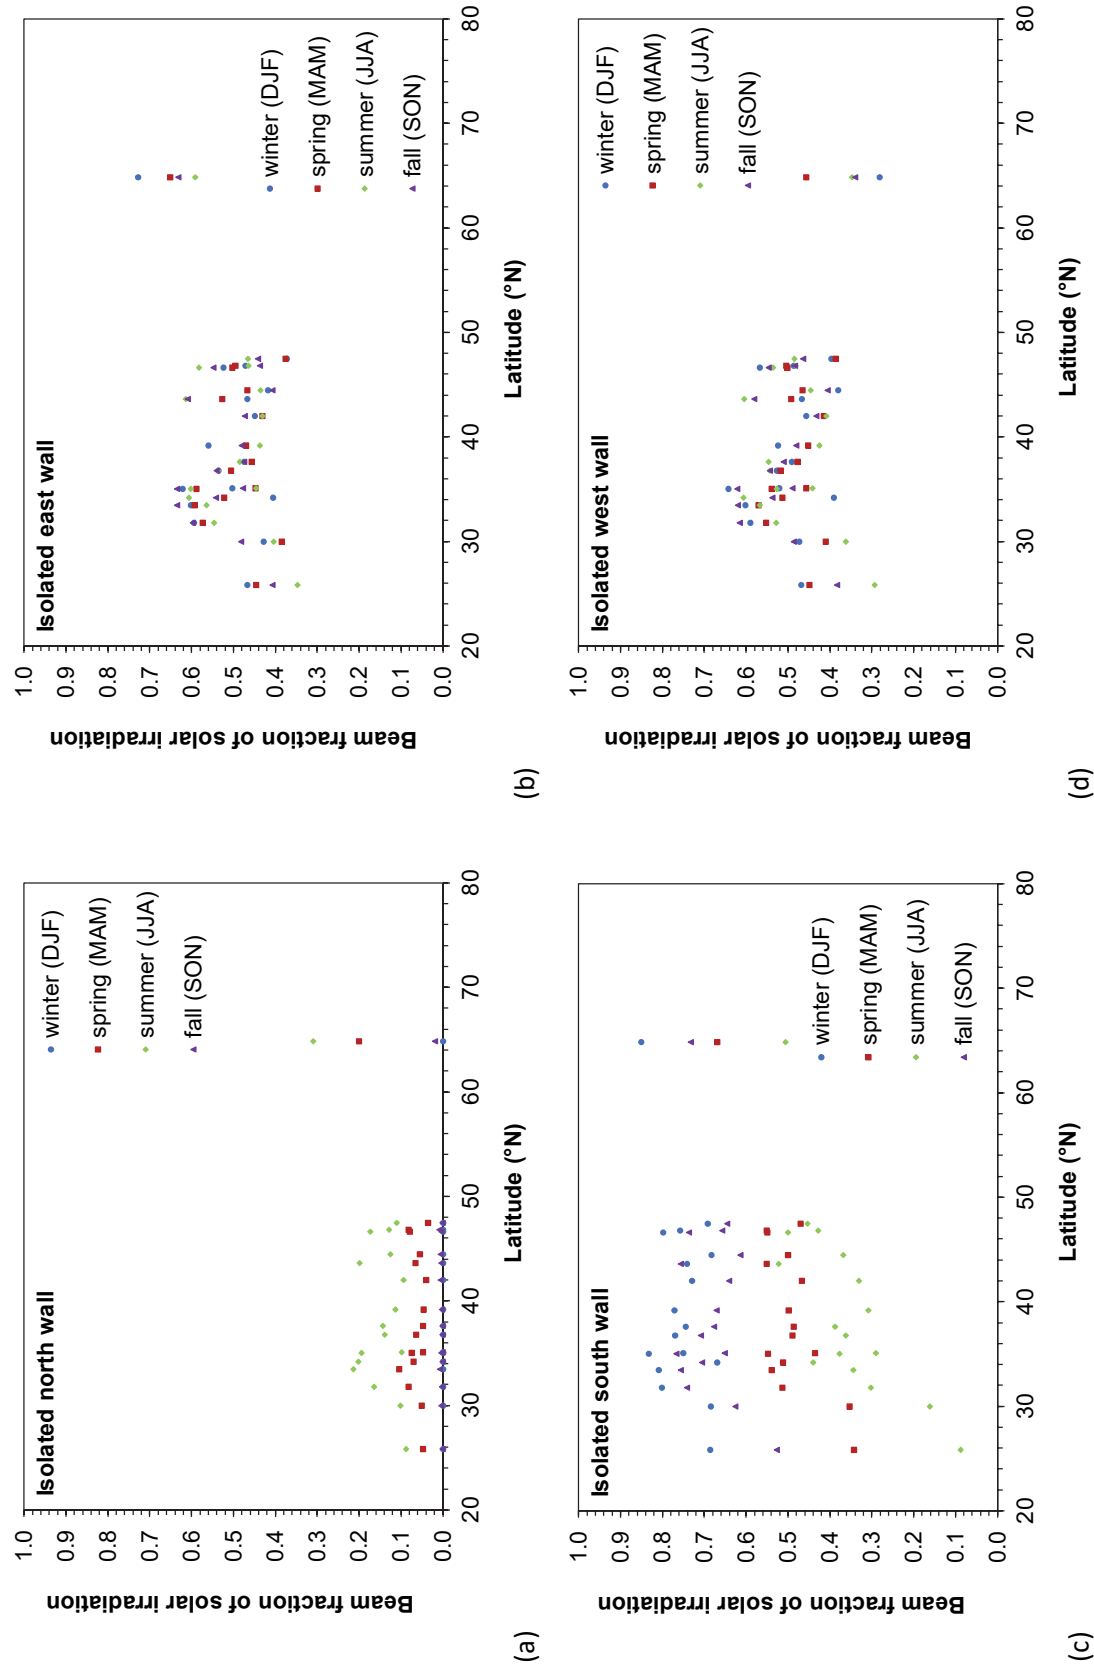 (a)
Isolated north wall
Beam fraction of solar irradiation
1.0
0.9
0.8
0.7
0.6
0.5
0.4
0.3
0.2
0.1
0.0
20
30
40
50
60
70
80
Latitude (°N)
winter (DJF)
spring (MAM)
summer (JJA)
fall (SON)
(b)
Isolated east wall
Beam fraction of solar irradiation
1.0
0.9
0.8
0.7
0.6
0.5
0.4
0.3
0.2
0.1
0.0
20
30
40
50
60
70
80
Latitude (°N)
winter (DJF)
spring (MAM)
summer (JJA)
fall (SON)
(c)
Isolated south wall
Beam fraction of solar irradiation
1.0
0.9
0.8
0.7
0.6
0.5
0.4
0.3
0.2
0.1
0.0
20
30
40
50
60
70
80
Latitude (°N)
winter (DJF)
spring (MAM)
summer (JJA)
fall (SON)
(d)
Isolated west wall
Beam fraction of solar irradiation
1.0
0.9
0.8
0.7
0.6
0.5
0.4
0.3
0.2
0.1
0.0
20
30
40
50
60
70
80
Latitude (°N)
winter (DJF)
spring (MAM)
summer (JJA)
fall (SON)